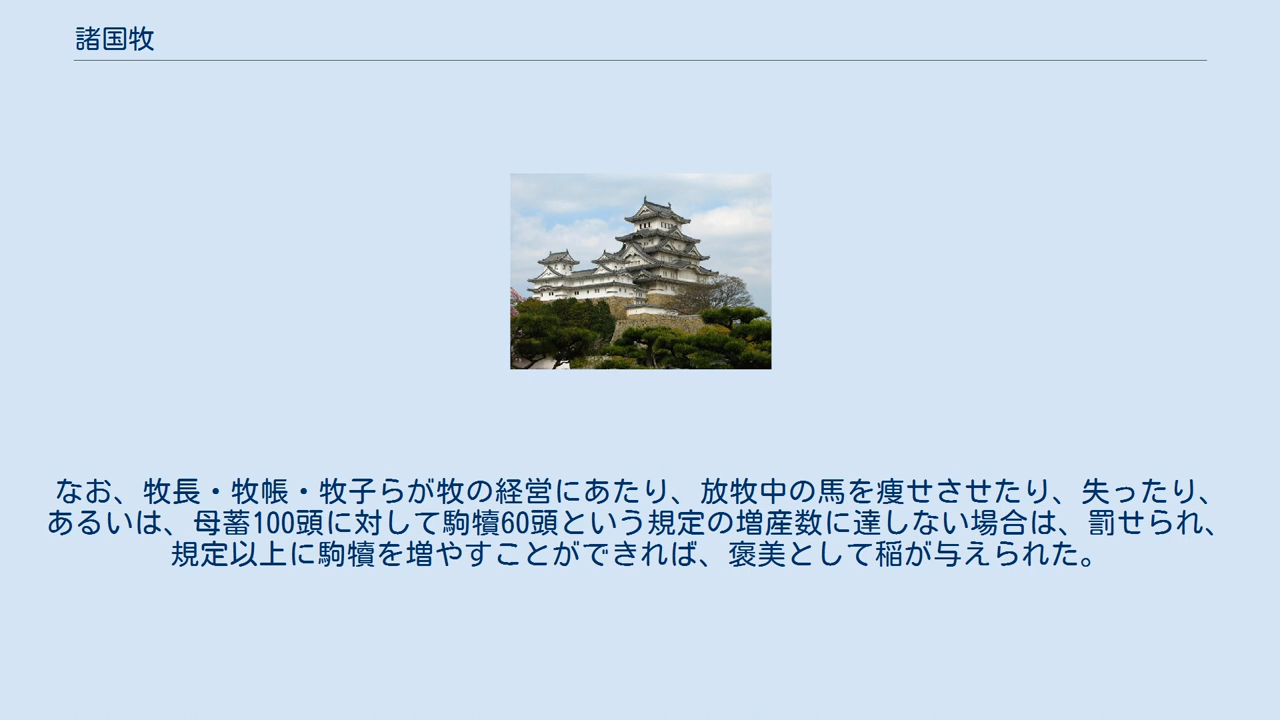 諸国牧
なお、牧長・牧帳・牧子らが牧の経営にあたり、放牧中の馬を痩せさせたり、失ったり、
あるいは、母蓄100頭に対して駒犢60頭という規定の増産数に達しない場合は、罰せられ、
規定以上に駒犢を増やすことができれば、褒美として稲が与えられた。